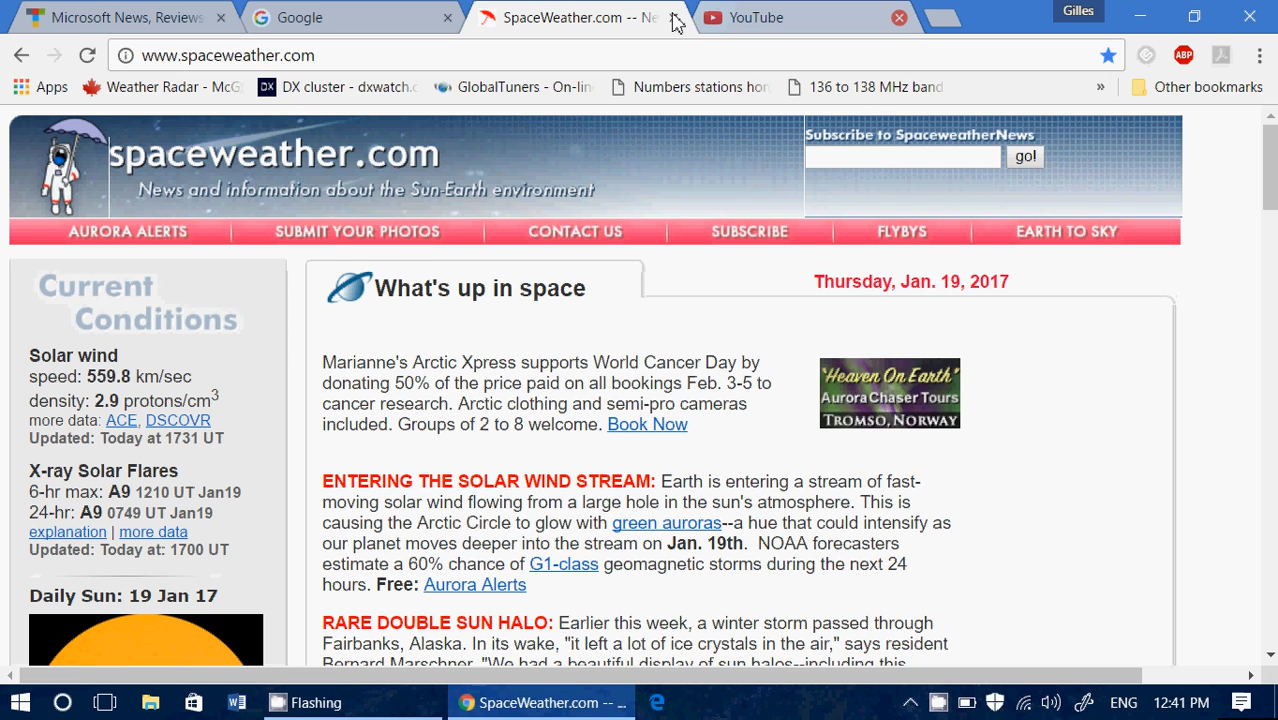 Microsoft News, Reviews
Google
SpaceWeather.com -- Ne
YouTube
Gilles
www.spaceweather.com
ABP
Apps
Weather Radar - McG
DX
DX cluster - dxwatch.c
GlobalTuners - On-lin
Numbers stations hor
136 to 138 MHz band
»
Other bookmarks
spaceweather.com
News and information about the Sun-Earth environment
Subscribe to SpaceweatherNews
go!
AURORA ALERTS
SUBMIT YOUR PHOTOS
CONTACT US
SUBSCRIBE
FLYBYS
EARTH TO SKY
Current
Conditions
Solar wind
speed: 559.8 km/sec
density: 2.9 protons/cm3
more data: ACE, DSCOVR
Updated: Today at 1731 UT
X-ray Solar Flares
6-hr max: A9 1210 UT Jan19
24-hr: A9 0749 UT Jan19
explanation | more data
Updated: Today at: 1700 UT
Daily Sun: 19 Jan 17
What's up in space
Thursday, Jan. 19, 2017
Marianne's Arctic Xpress supports World Cancer Day by
donating 50% of the price paid on all bookings Feb. 3-5 to
cancer research. Arctic clothing and semi-pro cameras
included. Groups of 2 to 8 welcome. Book Now
"Heaven On Earth"
Aurora Chaser Tours
TROMSO, NORWAY
ENTERING THE SOLAR WIND STREAM: Earth is entering a stream of fast-
moving solar wind flowing from a large hole in the sun's atmosphere. This is
causing the Arctic Circle to glow with green auroras--a hue that could intensify as
our planet moves deeper into the stream on Jan. 19th. NOAA forecasters
estimate a 60% chance of G1-class geomagnetic storms during the next 24
hours. Free: Aurora Alerts
RARE DOUBLE SUN HALO: Earlier this week, a winter storm passed through
Fairbanks, Alaska. In its wake, "it left a lot of ice crystals in the air," says resident
Bernard Marschner. "We had a beautiful display of sun halos--including this
Flashing
SpaceWeather.com -- ...
ENG
12:41 PM